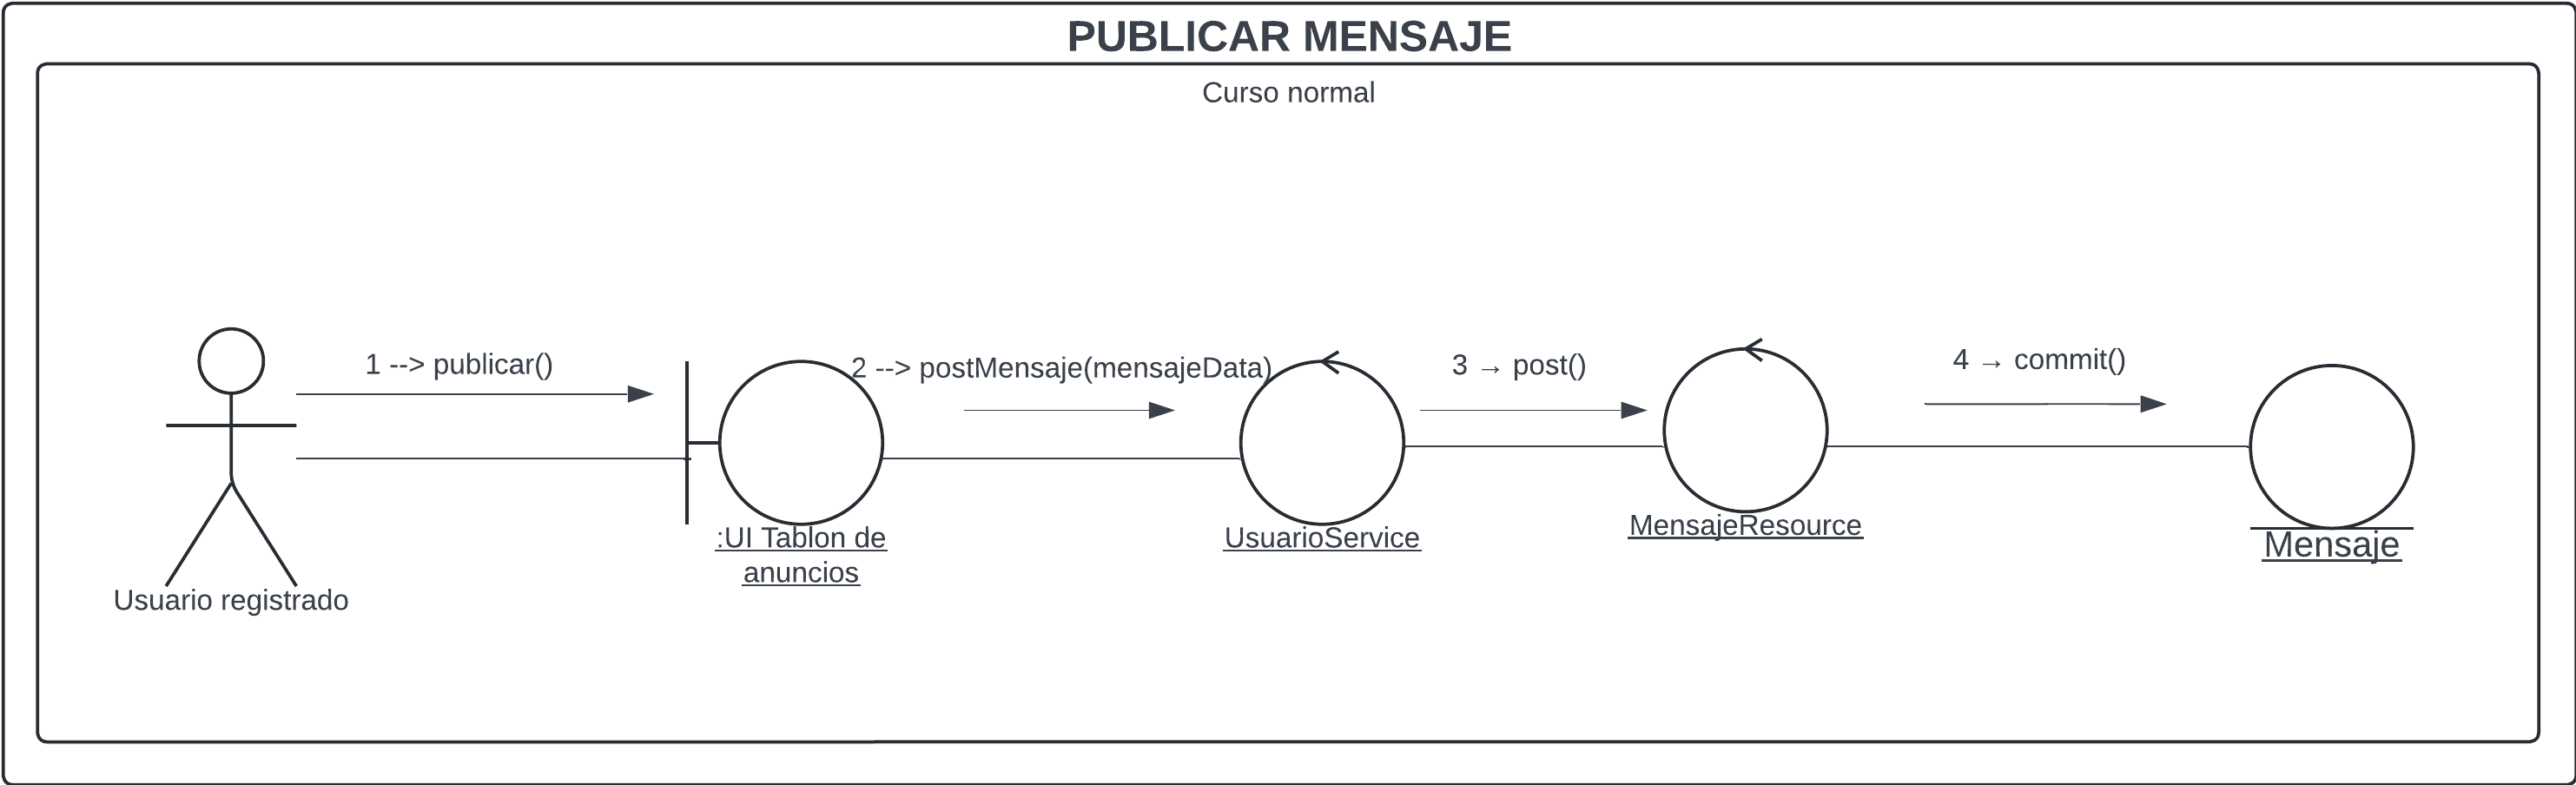 PUBLICAR MENSAJE
Curso normal
1 --> publicar()
2 --> postMensaje(mensajeData)
3 → post()
4 → commit()
Usuario registrado
:UI Tablon de
anuncios
UsuarioService
MensajeResource
Mensaje